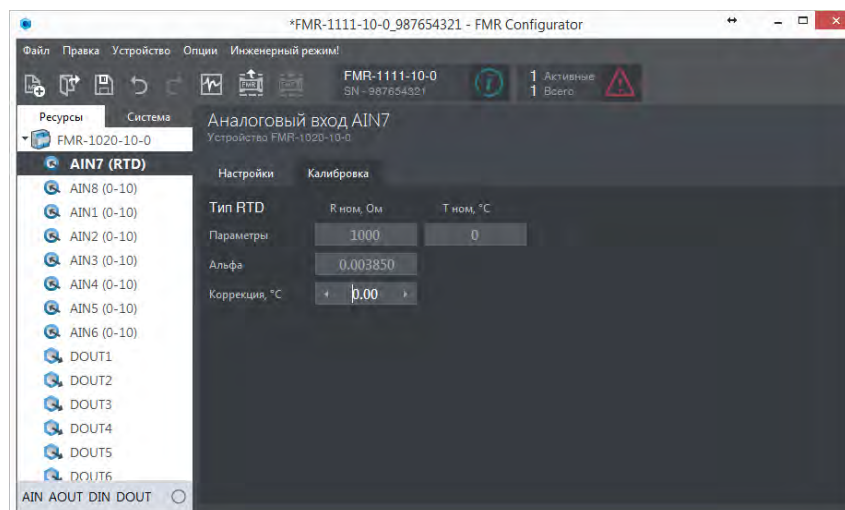 *FMR-1111-10-0_987654321 - FMR Configurator
Файл Правка Устройство Опции Инженерный режим!
FMR-1111-10-0
SN - 987654321
1 Активные
1 Всего
Ресурсы Система
FMR-1020-10-0
AIN7 (RTD)
AIN8 (0-10)
AIN1 (0-10)
AIN2 (0-10)
AIN3 (0-10)
AIN4 (0-10)
AIN5 (0-10)
AIN6 (0-10)
DOUT1
DOUT2
DOUT3
DOUT4
DOUT5
DOUT6
AIN AOUT DIN DOUT
Аналоговый вход AIN7
Устройство FMR-1020-10-0
Настройки Калибровка
Тип RTD R ном, Ом T ном, °C
Параметры 1000 0
Альфа 0.003850
Коррекция, °C 0.00